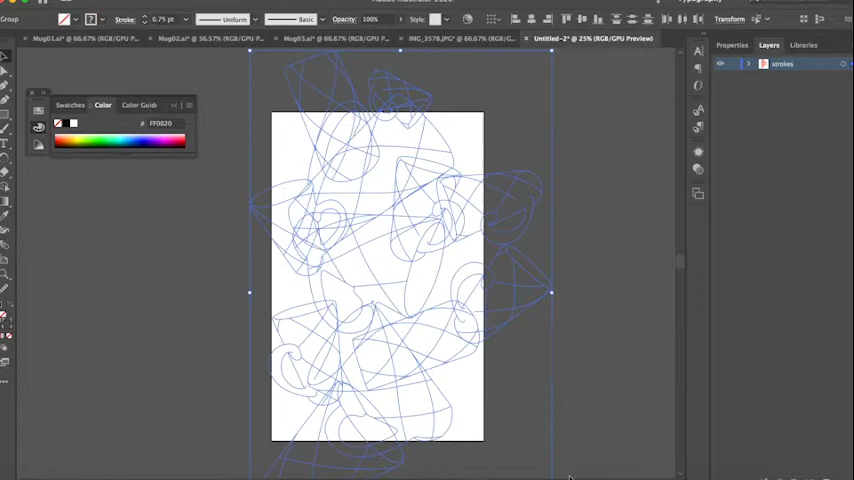 Group
Stroke:
0.75 pt
Uniform
Basic
Opacity:
100%
Style:
Transform
Mug01.ai* @ 66.67% (RGB/GPU P...
Mug02.ai* @ 56.57% (RGB/GPU P...
Mug03.ai* @ 66.67% (RGB/GPU P...
IMG_3578.JPG* @ 66.67% (RGB/G...
Untitled-2* @ 25% (RGB/GPU Preview)
Properties
Layers
Libraries
strokes
Swatches
Color
Color Guid
# FF0020